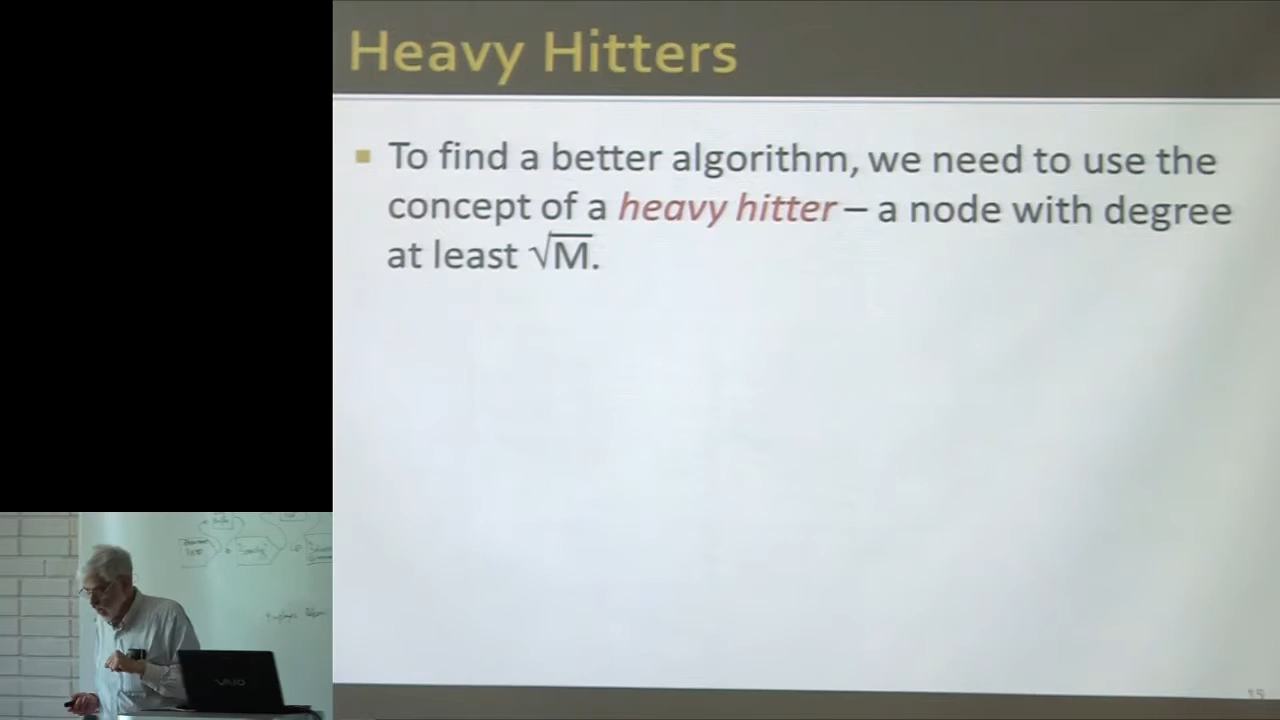 Heavy Hitters
▪ To find a better algorithm, we need to use the
concept of a heavy hitter – a node with degree
at least √M.
19
VAIO